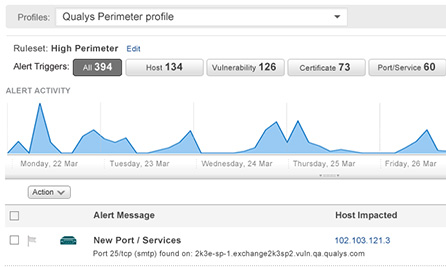 Profiles: Qualys Perimeter profile
Ruleset: High Perimeter Edit
Alert Triggers: All 394 Host 134 Vulnerability 126 Certificate 73 Port/Service 60
ALERT ACTIVITY
Monday, 22 Mar Tuesday, 23 Mar Wednesday, 24 Mar Thursday, 25 Mar Friday, 26 Mar
Action
Alert Message Host Impacted
New Port / Services 102.103.121.3
Port 25/tcp (smtp) found on: 2k3e-sp-1.exchange2k3sp2.vuln.qa.qualys.com